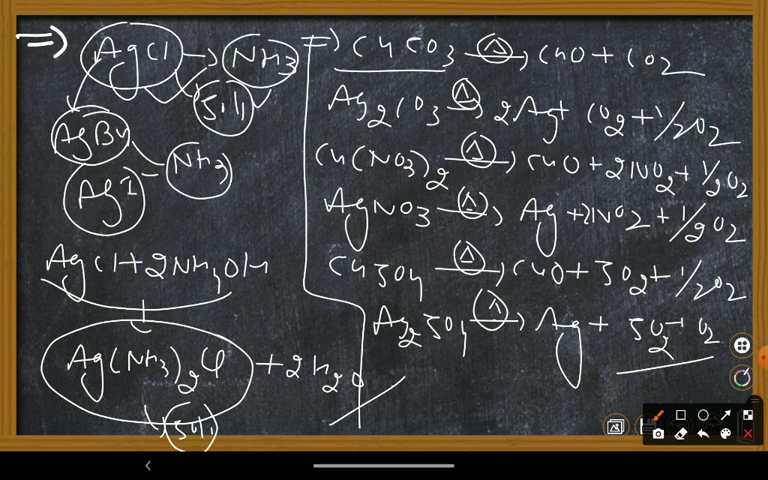 => AgCl -> NH3
Soln
AgBr
AgI - NH3
AgCl + 2NH4OH
Ag(NH3)2Cl + 2H2O
Soln
=> CuCO3 Δ-> CuO + CO2
Ag2CO3 Δ-> 2Ag + CO2 + 1/2O2
Cu(NO3)2 Δ-> CuO + 2NO2 + 1/2O2
AgNO3 Δ-> Ag + NO2 + 1/2O2
CuSO4 Δ-> CuO + SO2 + 1/2O2
Ag2SO4 Δ-> Ag + SO2 + O2